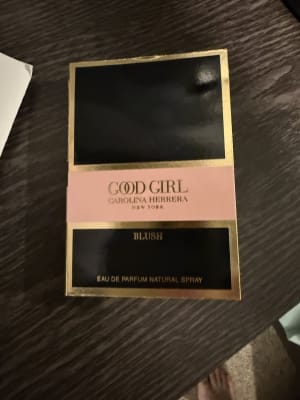 GOOD GIRL
CAROLINA HERRERA
NEW YORK
BLUSH
EAU DE PARFUM NATURAL SPRAY